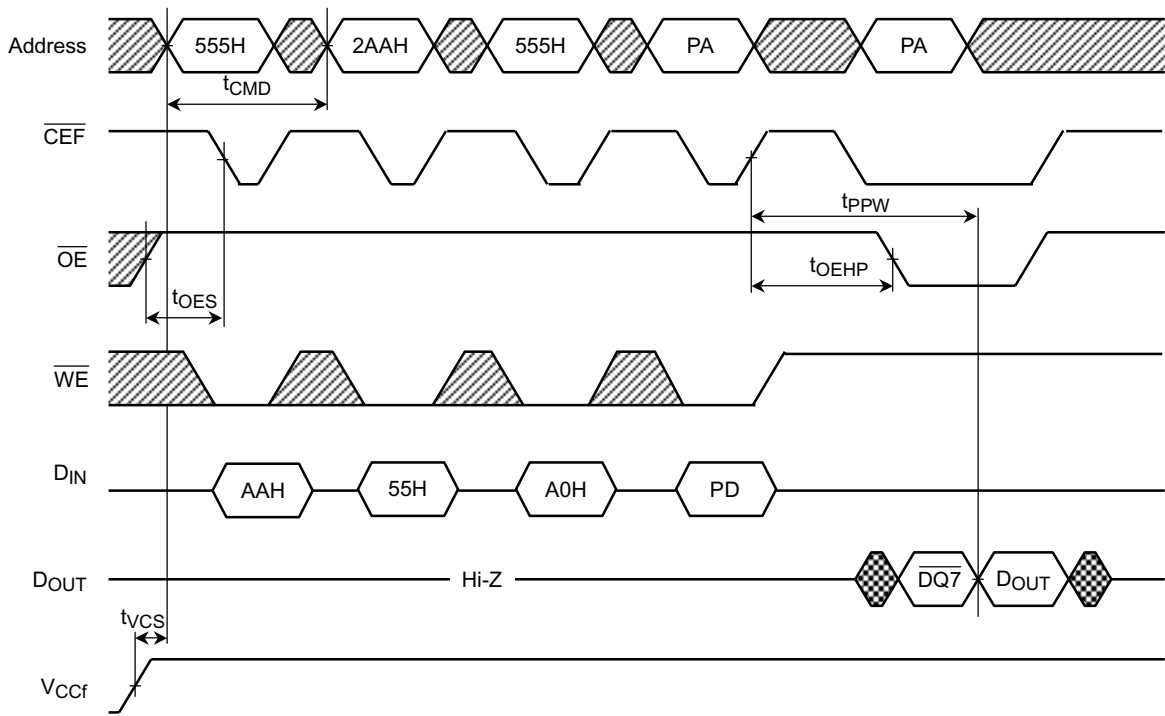 Address 555H 2AAH 555H PA PA
tCMD
CEF
tPPW
OE
tOEHP
tOES
WE
DIN AAH 55H A0H PD
DOUT Hi-Z DQ7 DOUT
tVCS
VCCf